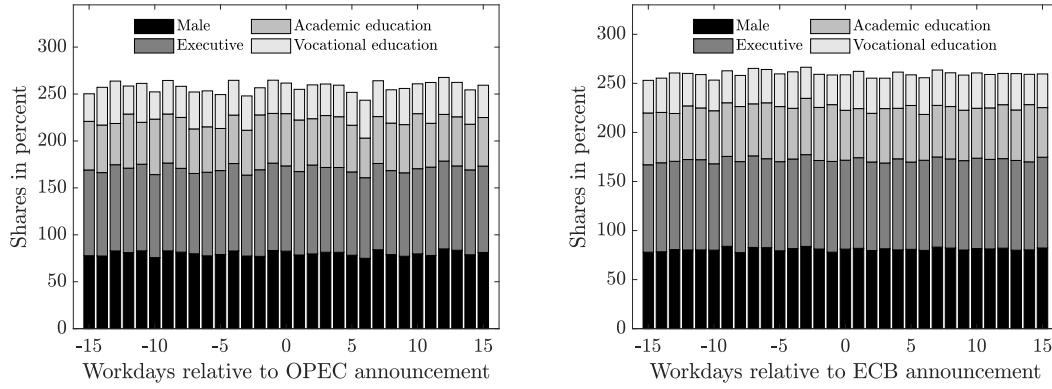 Male
Executive
Academic education
Vocational education
Shares in percent
300
250
200
150
100
50
0
-15
-10
-5
0
5
10
15
Workdays relative to OPEC announcement
Male
Executive
Academic education
Vocational education
Shares in percent
300
250
200
150
100
50
0
-15
-10
-5
0
5
10
15
Workdays relative to ECB announcement